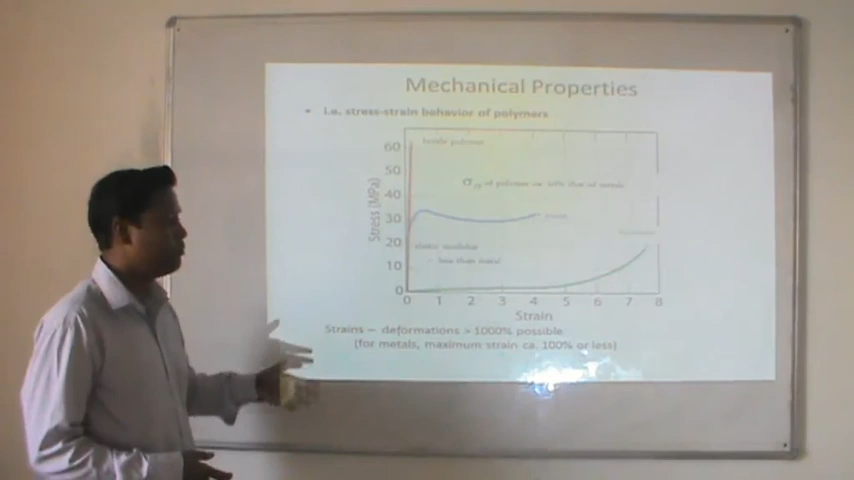 Mechanical Properties
• i.e. stress-strain behavior of polymers
60
50
40
30
20
10
0
Stress (MPa)
brittle polymer
of polymer ca. 10% that of metals
elastic modulus
– less than metal
0 1 2 3 4 5 6 7 8
Strain
Strains – deformations > 1000% possible
(for metals, maximum strain ca. 100% or less)